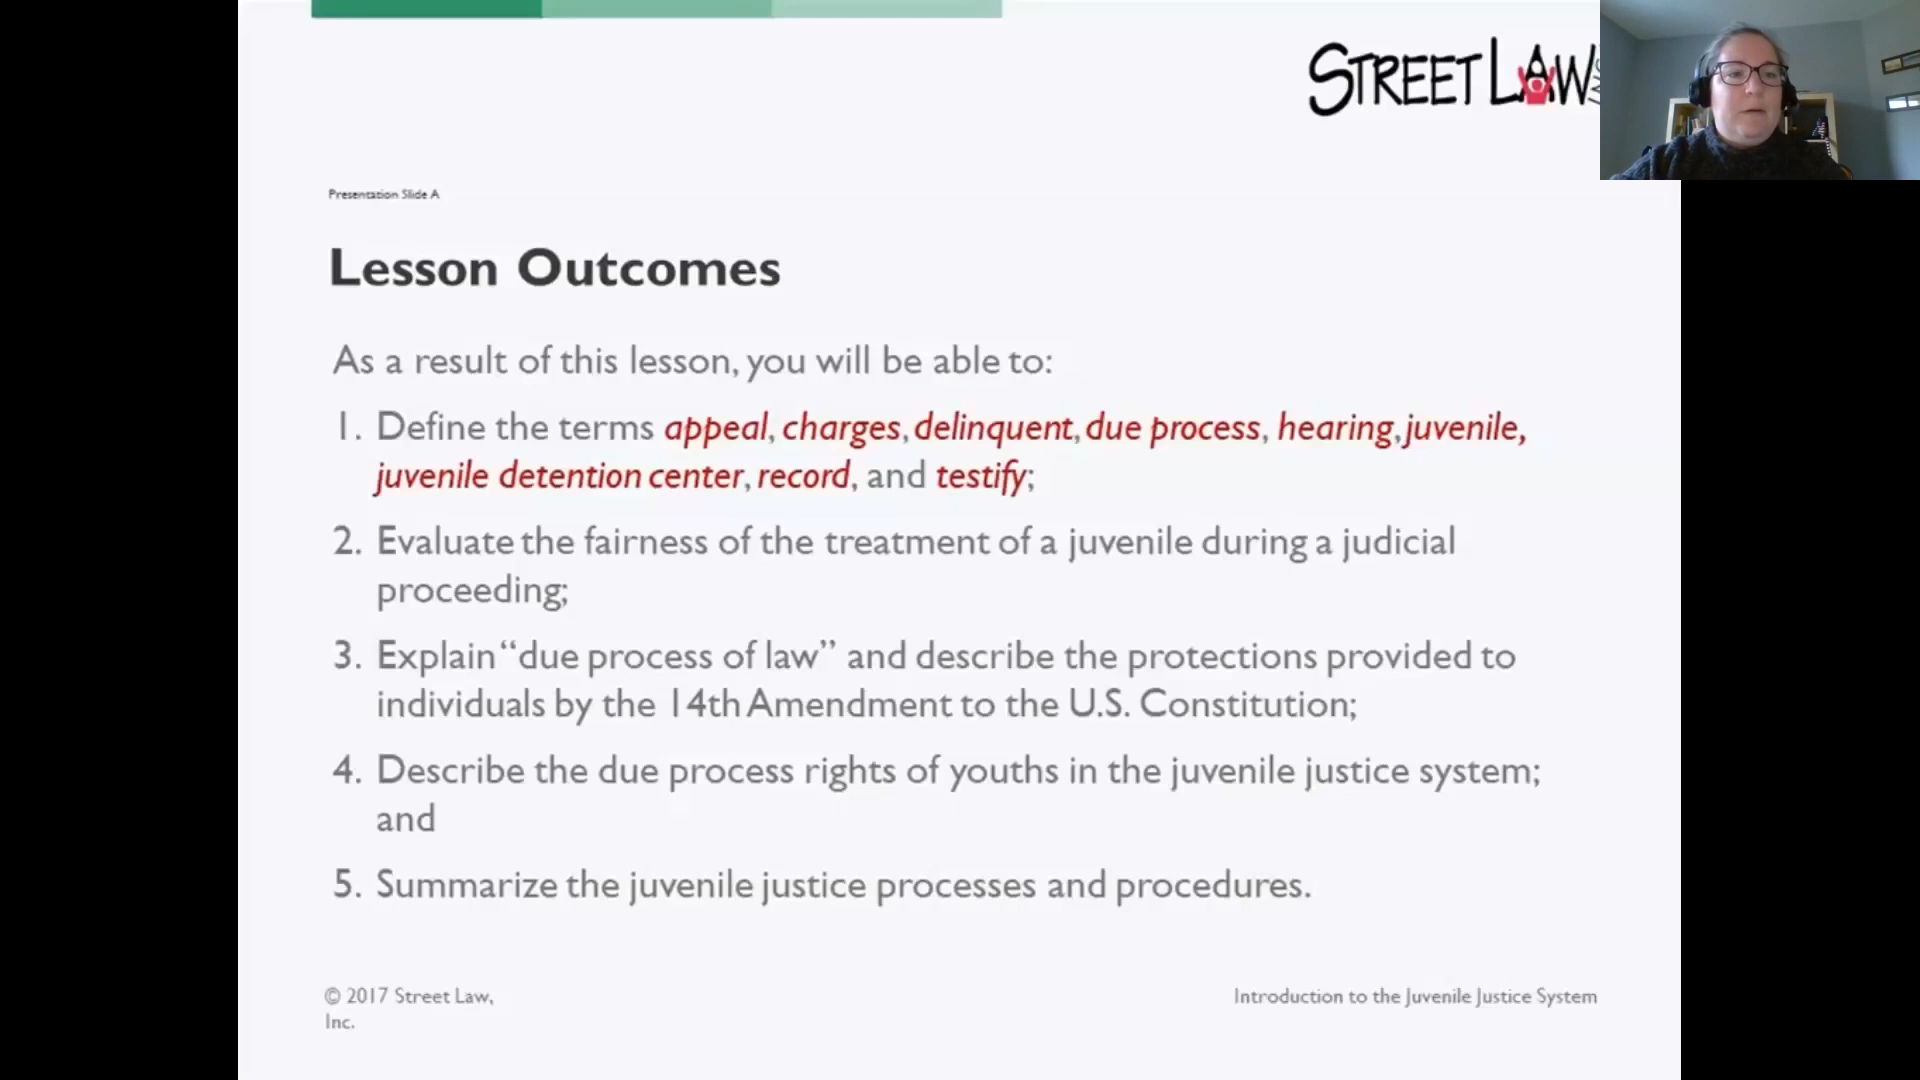 STREET LAW
Presentation Slide A
Lesson Outcomes
As a result of this lesson, you will be able to:
1. Define the terms appeal, charges, delinquent, due process, hearing, juvenile,
juvenile detention center, record, and testify;
2. Evaluate the fairness of the treatment of a juvenile during a judicial
proceeding;
3. Explain “due process of law” and describe the protections provided to
individuals by the 14th Amendment to the U.S. Constitution;
4. Describe the due process rights of youths in the juvenile justice system;
and
5. Summarize the juvenile justice processes and procedures.
© 2017 Street Law,
Inc.
Introduction to the Juvenile Justice System